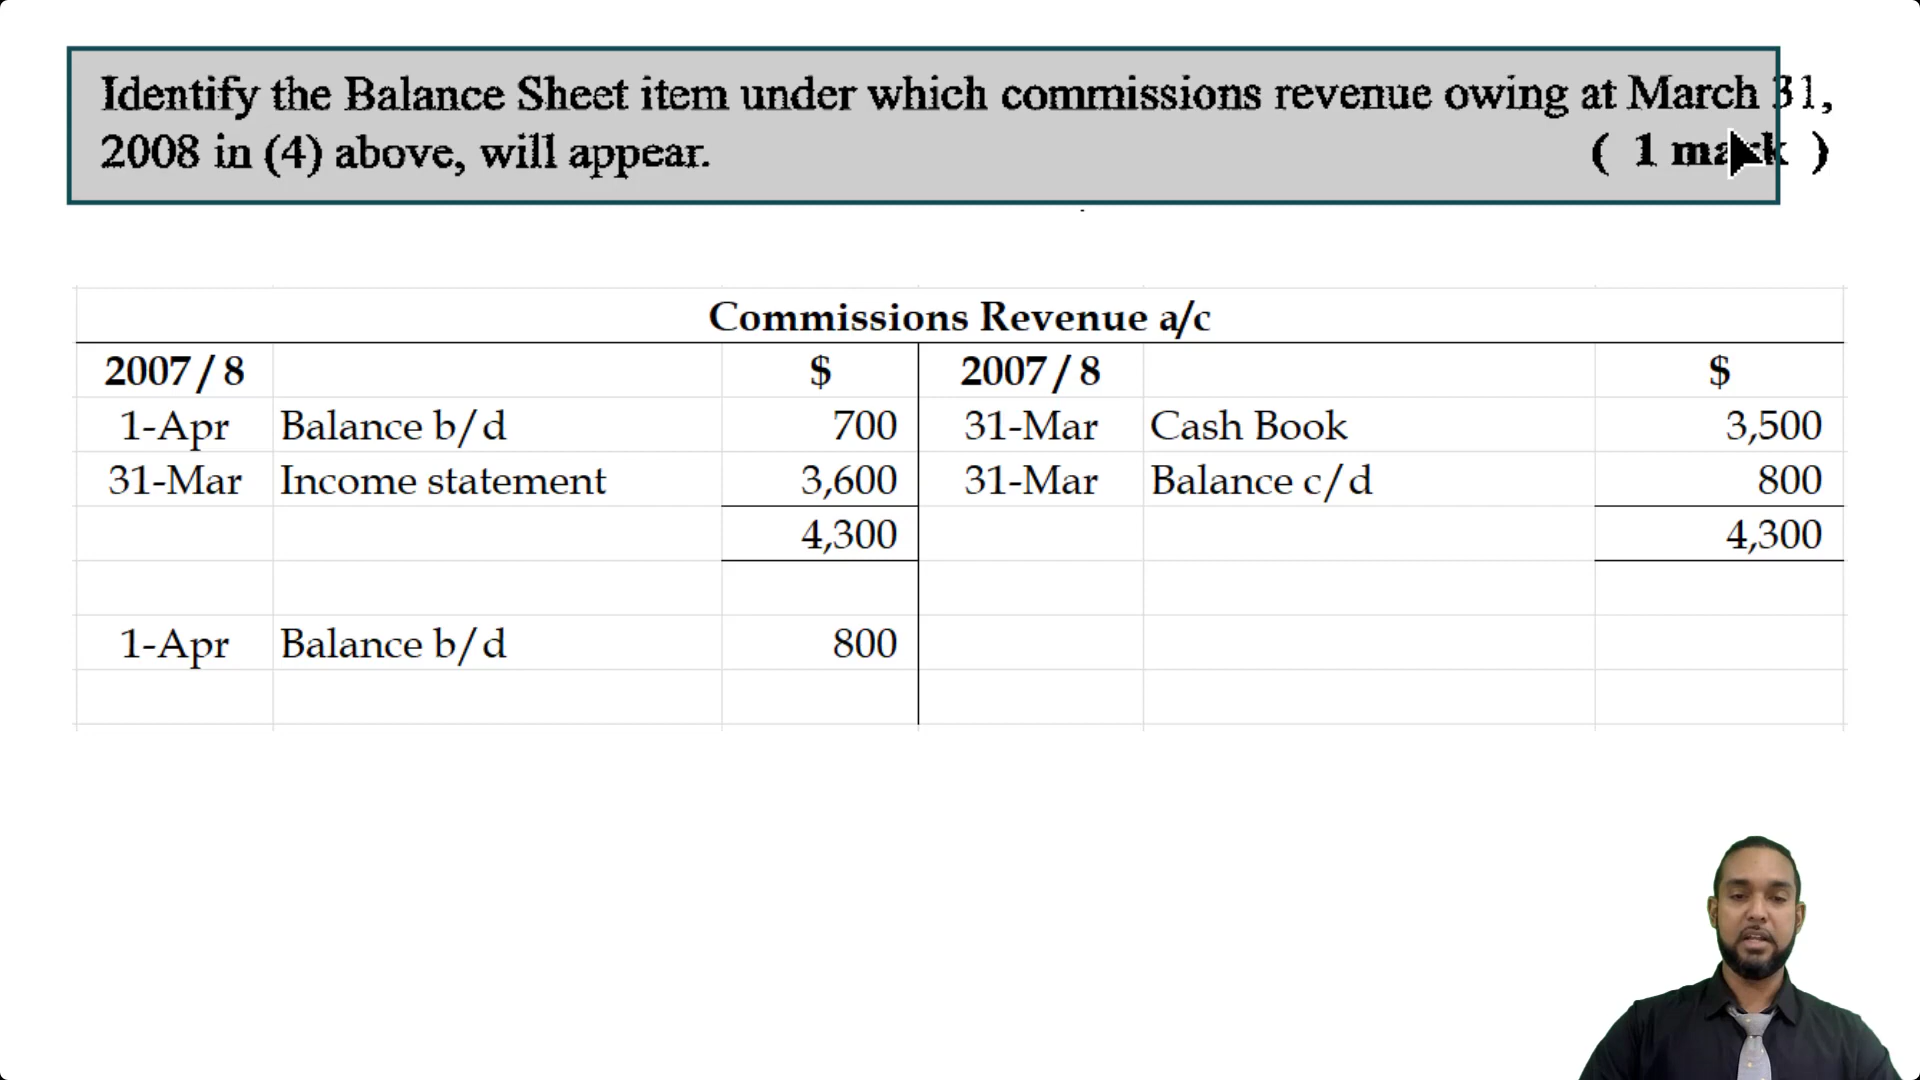 Identify the Balance Sheet item under which commissions revenue owing at March 31,
2008 in (4) above, will appear. ( 1 mark )
Commissions Revenue a/c
2007/8 $ 2007/8 $
1-Apr Balance b/d 700 31-Mar Cash Book 3,500
31-Mar Income statement 3,600 31-Mar Balance c/d 800
4,300 4,300
1-Apr Balance b/d 800